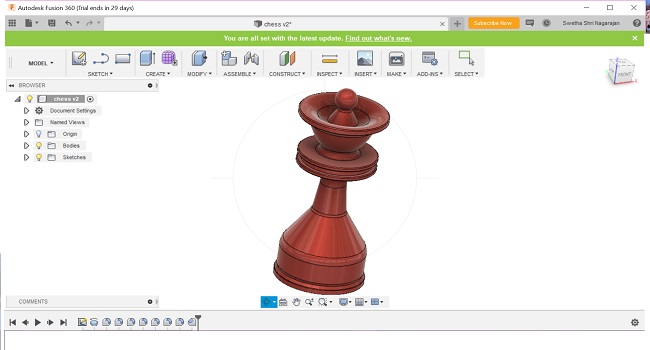 Autodesk Fusion 360 (Trial ends in 29 days)
chess v2*
Subscribe Now
Swetha Shri Nagarajan
You are all set with the latest update. Find out what's new.
MODEL
SKETCH
CREATE
MODIFY
ASSEMBLE
CONSTRUCT
INSPECT
INSERT
MAKE
ADD-INS
SELECT
FRONT
BROWSER
chess v2
Document Settings
Named Views
Origin
Bodies
Sketches
COMMENTS